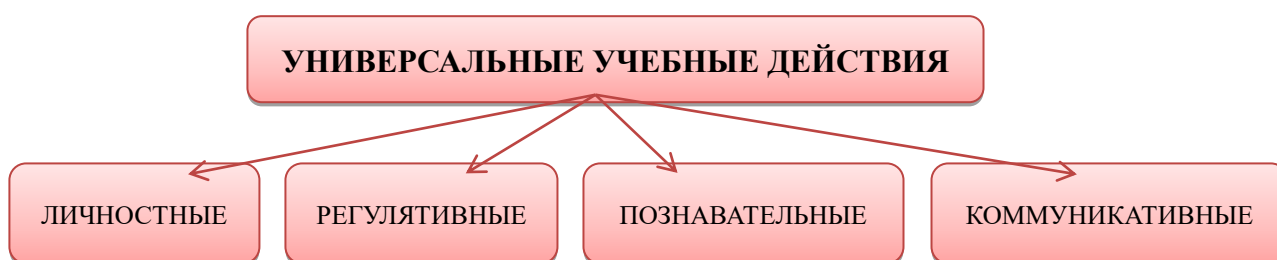 УНИВЕРСАЛЬНЫЕ УЧЕБНЫЕ ДЕЙСТВИЯ
ЛИЧНОСТНЫЕ
РЕГУЛЯТИВНЫЕ
ПОЗНАВАТЕЛЬНЫЕ
КОММУНИКАТИВНЫЕ